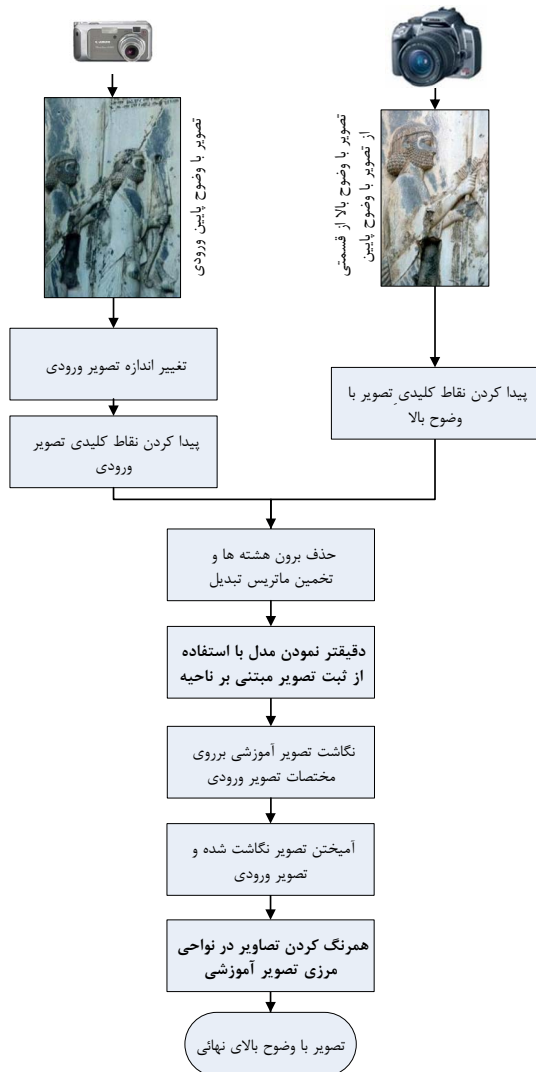 تصویر با وضوح پایین ورودی
تصویر با وضوح بالا از قسمتی
از تصویر با وضوح پایین
تغییر اندازه تصویر ورودی
پیدا کردن نقاط کلیدی تصویر
ورودی
پیدا کردن نقاط کلیدیِ تصویر با
وضوح بالا
حذف برون هشته ها و
تخمین ماتریس تبدیل
دقیقتر نمودن مدل با استفاده
از ثبت تصویر مبتنی بر ناحیه
نگاشت تصویر آموزشی برروی
مختصات تصویر ورودی
آمیختن تصویر نگاشت شده و
تصویر ورودی
همرنگ کردن تصاویر در نواحی
مرزی تصویر آموزشی
تصویر با وضوح بالای نهائی